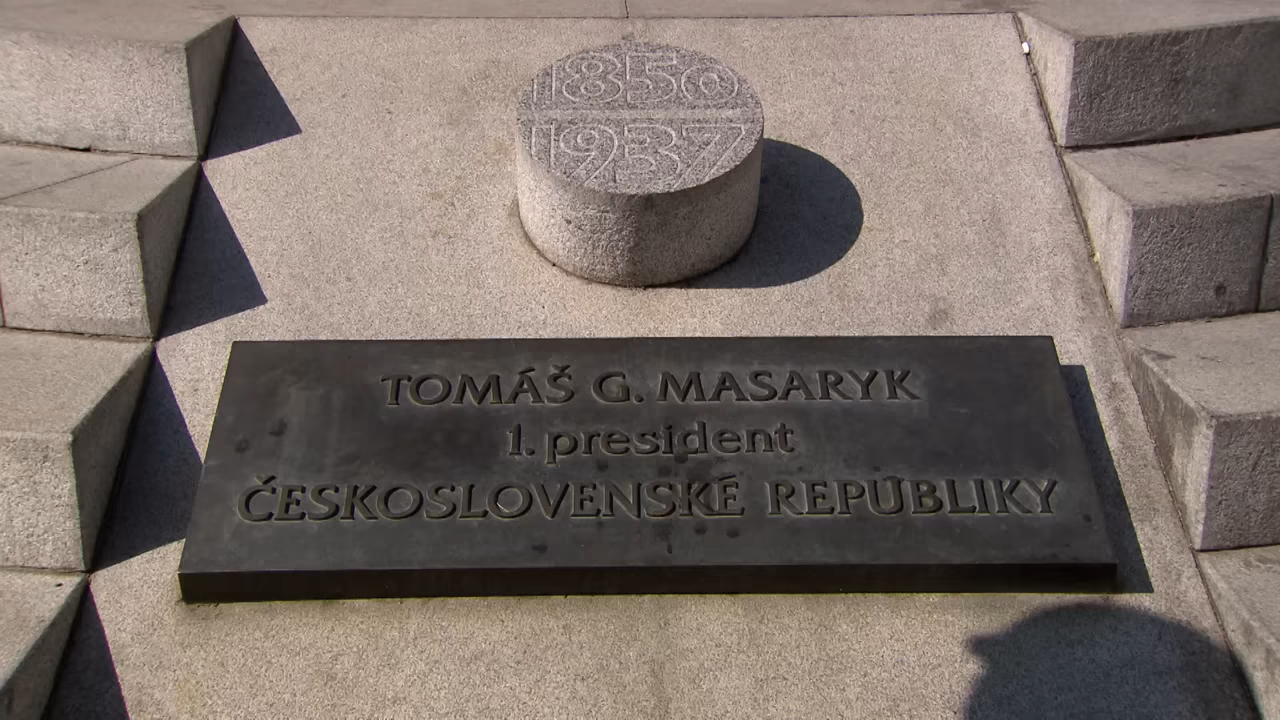 1850
1937
TOMÁŠ G. MASARYK
1. president
ČESKOSLOVENSKÉ REPUBLIKY